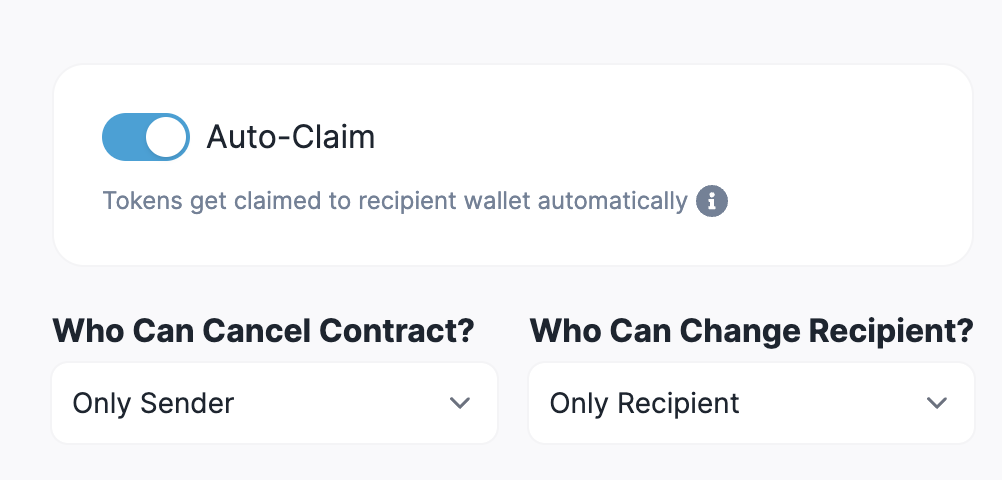 Auto-Claim
Tokens get claimed to recipient wallet automatically
Who Can Cancel Contract?
Only Sender
Who Can Change Recipient?
Only Recipient